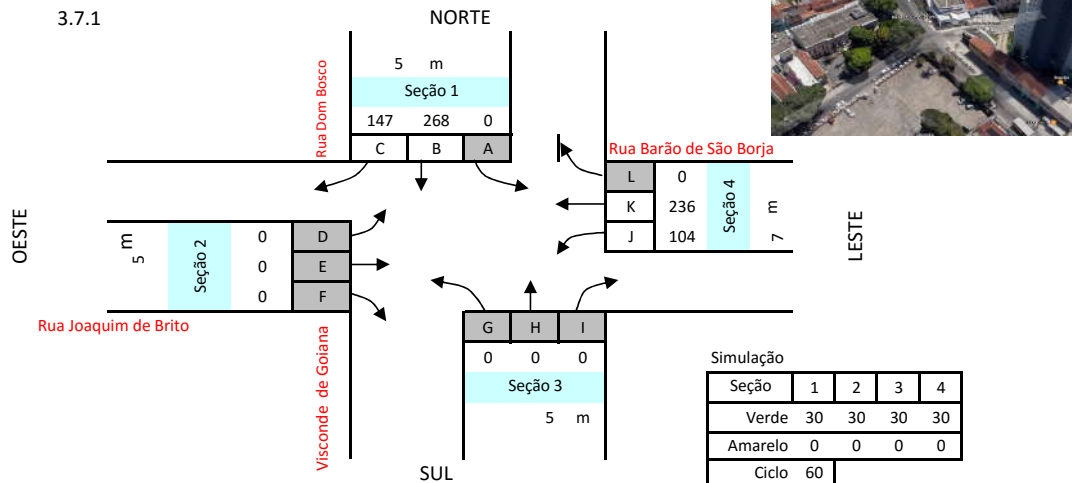 3.7.1
NORTE
Rua Dom Bosco
5 m
Seção 1
147 268 0
C B A
Rua Barão de São Borja
L 0
K 236
J 104
Seção 4
7 m
OESTE
LESTE
5 m
Seção 2
0 D
0 E
0 F
Rua Joaquim de Brito
Visconde de Goiana
G H I
0 0 0
Seção 3
5 m
SUL
Simulação
Seção 1 2 3 4
Verde 30 30 30 30
Amarelo 0 0 0 0
Ciclo 60